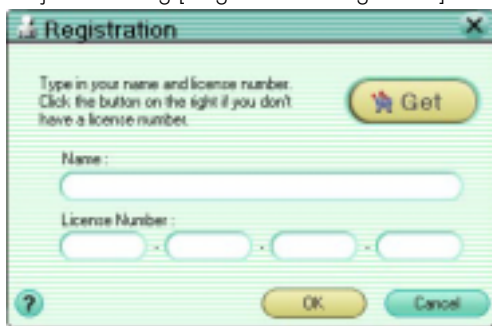 Registration
Type in your name and license number.
Click the button on the right if you don't
have a license number.
Get
Name :
License Number :
- - -
?
OK
Cancel